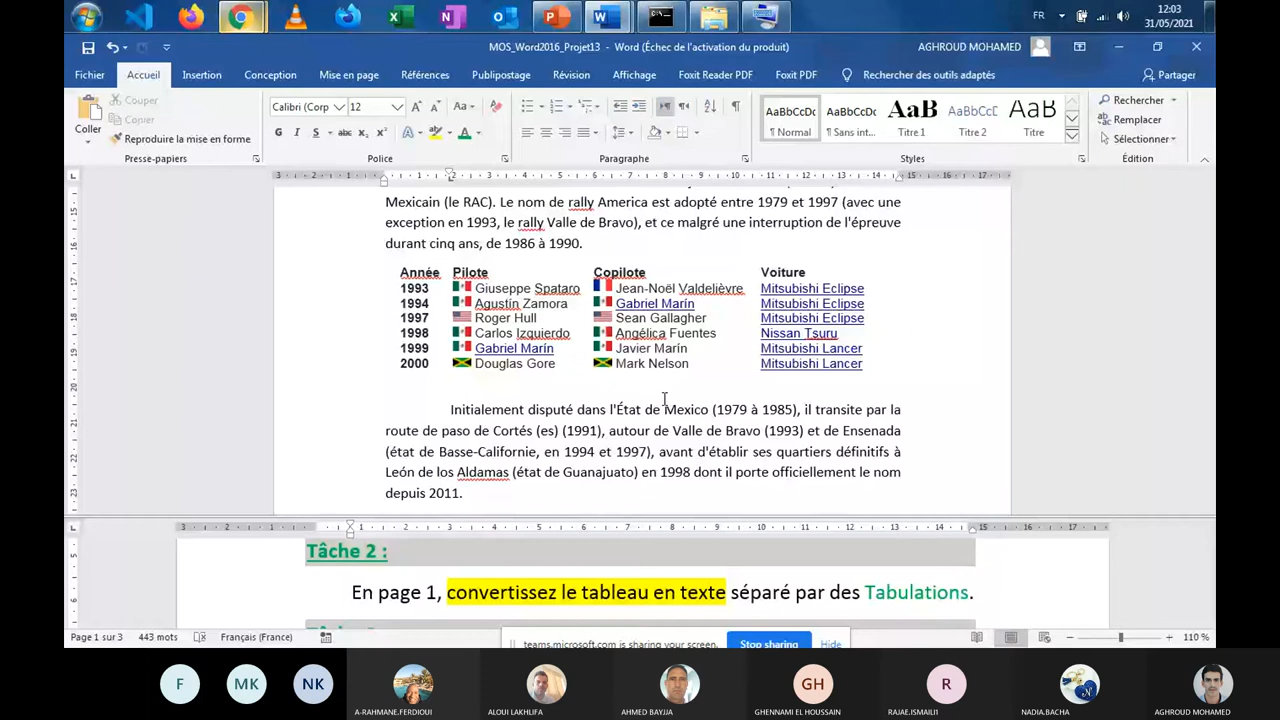 FR
12:03
31/05/2021
MOS_Word2016_Projet13 - Word (Échec de l'activation du produit)
AGHROUD MOHAMED
Fichier Accueil Insertion Conception Mise en page Références Publipostage Révision Affichage Foxit Reader PDF Foxit PDF Rechercher des outils adaptés Partager
Coller
Couper
Copier
Reproduire la mise en forme
Presse-papiers
Calibri (Corp 12
G I S abc x₂ x²
Police
Paragraphe
AaBbCcDc AaBbCcDc AaB AaBbCcD AaBb
¶ Normal ¶ Sans int... Titre 1 Titre 2 Titre
Styles
Rechercher
Remplacer
Sélectionner
Édition
Mexicain (le RAC). Le nom de rally America est adopté entre 1979 et 1997 (avec une
exception en 1993, le rally Valle de Bravo), et ce malgré une interruption de l'épreuve
durant cinq ans, de 1986 à 1990.
Année Pilote Copilote Voiture
1993 Giuseppe Spataro Jean-Noël Valdelièvre Mitsubishi Eclipse
1994 Agustín Zamora Gabriel Marín Mitsubishi Eclipse
1997 Roger Hull Sean Gallagher Mitsubishi Eclipse
1998 Carlos Izquierdo Angélica Fuentes Nissan Tsuru
1999 Gabriel Marín Javier Marín Mitsubishi Lancer
2000 Douglas Gore Mark Nelson Mitsubishi Lancer
Initialement disputé dans l'État de Mexico (1979 à 1985), il transite par la
route de paso de Cortés (es) (1991), autour de Valle de Bravo (1993) et de Ensenada
(état de Basse-Californie, en 1994 et 1997), avant d'établir ses quartiers définitifs à
León de los Aldamas (état de Guanajuato) en 1998 dont il porte officiellement le nom
depuis 2011.
Tâche 2 :
En page 1, convertissez le tableau en texte séparé par des Tabulations.
Page 1 sur 3 443 mots Français (France) 110 %
teams.microsoft.com is sharing your screen. Stop sharing Hide
F MK NK GH R
A-RAHMANE.FERDIOUI ALOUI LAKHLIFA AHMED BAYJJA GHENNAMI EL HOUSSAIN RAJAE.ISMAILI1 NADIA.BACHA AGHROUD MOHAMED